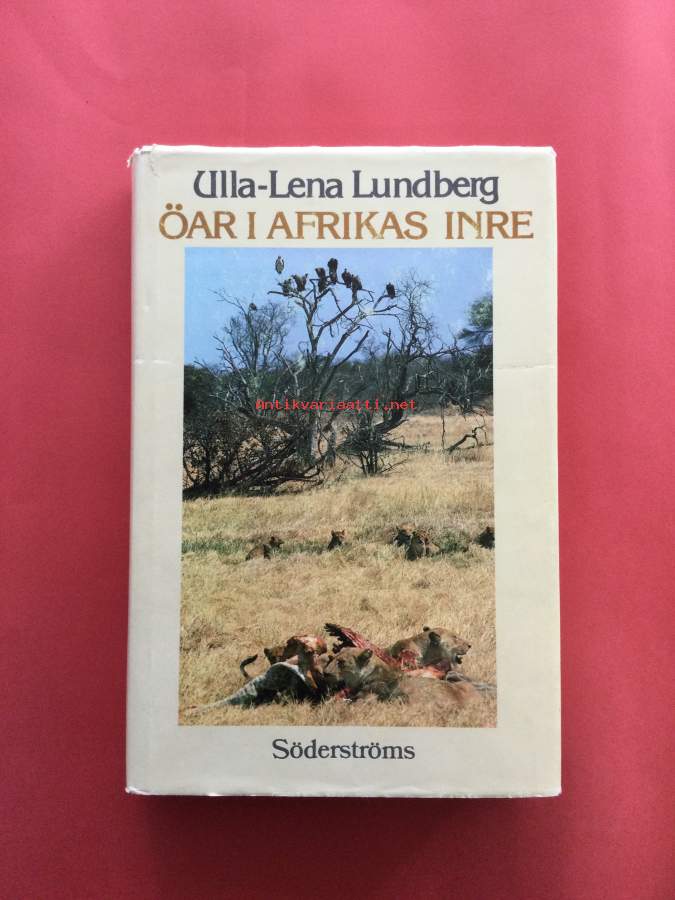 Ulla-Lena Lundberg
ÖAR I AFRIKAS INRE
Antikvariaatti.net
Söderströms